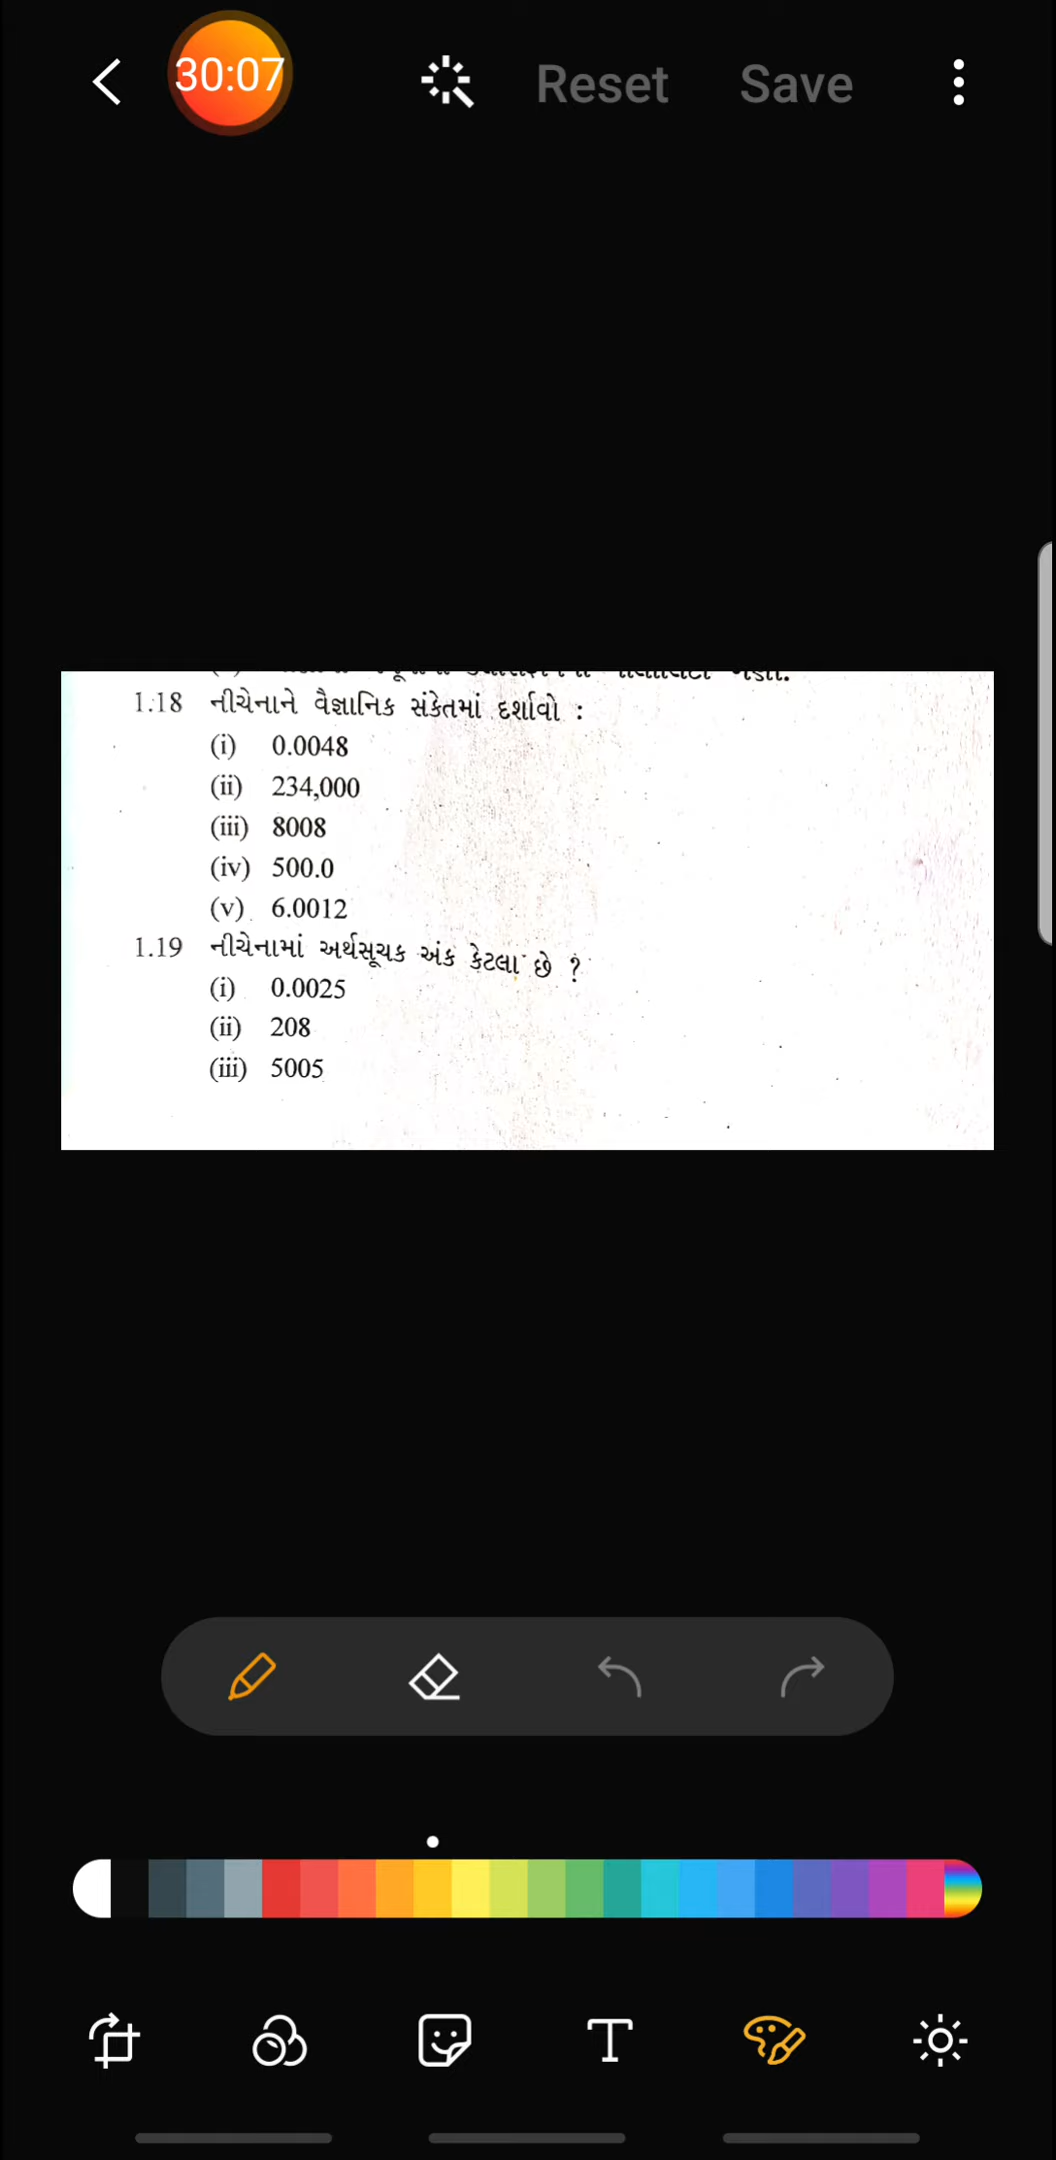 30:07
Reset
Save
1.18 નીચેનાને વૈજ્ઞાનિક સંકેતમાં દર્શાવો :
(i) 0.0048
(ii) 234,000
(iii) 8008
(iv) 500.0
(v) 6.0012
1.19 નીચેનામાં અર્થસૂચક અંક કેટલા છે ?
(i) 0.0025
(ii) 208
(iii) 5005
T